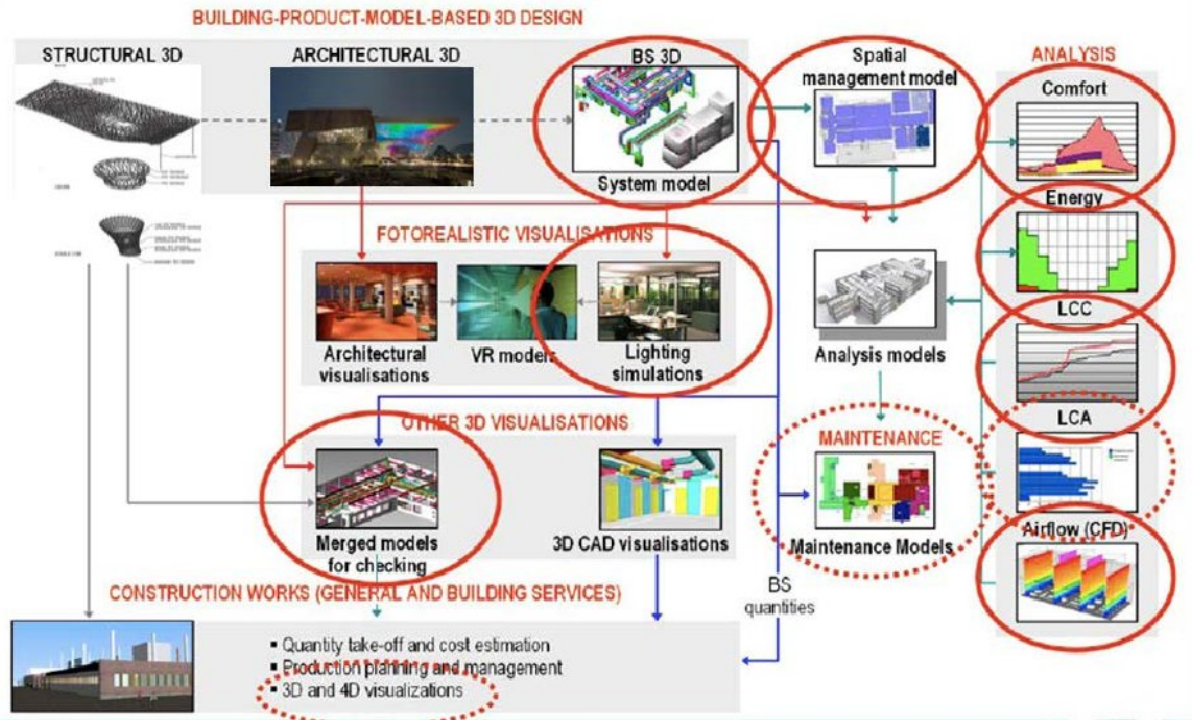 BUILDING-PRODUCT-MODEL-BASED 3D DESIGN
STRUCTURAL 3D
ARCHITECTURAL 3D
BS 3D
System model
Spatial
management model
ANALYSIS
Comfort
Energy
LCC
LCA
Airflow (CFD)
FOTOREALISTIC VISUALISATIONS
Architectural
visualisations
VR models
Lighting
simulations
Analysis models
OTHER 3D VISUALISATIONS
Merged models
for checking
3D CAD visualisations
MAINTENANCE
Maintenance Models
BS
quantities
CONSTRUCTION WORKS (GENERAL AND BUILDING SERVICES)
▪ Quantity take-off and cost estimation
▪ Production planning and management
▪ 3D and 4D visualizations